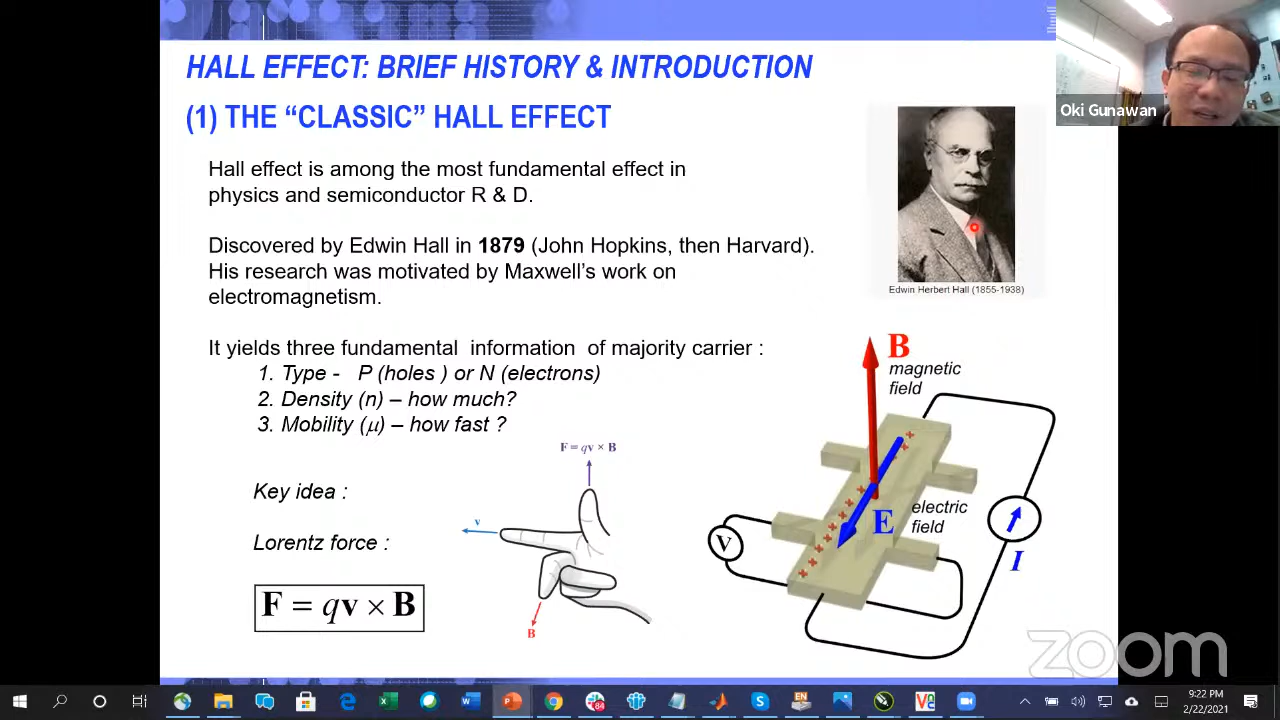 HALL EFFECT: BRIEF HISTORY & INTRODUCTION
(1) THE “CLASSIC” HALL EFFECT
Oki Gunawan
Hall effect is among the most fundamental effect in
physics and semiconductor R & D.
Discovered by Edwin Hall in 1879 (John Hopkins, then Harvard).
His research was motivated by Maxwell’s work on
electromagnetism.
Edwin Herbert Hall (1855-1938)
It yields three fundamental information of majority carrier :
1. Type - P (holes ) or N (electrons)
2. Density (n) – how much?
3. Mobility (μ) – how fast ?
Key idea :
Lorentz force :
F = qv × B
F = qv × B
v
B
B
magnetic
field
E
electric
field
V
I
zoom
84
EN
9:22 PM
2/22/2021